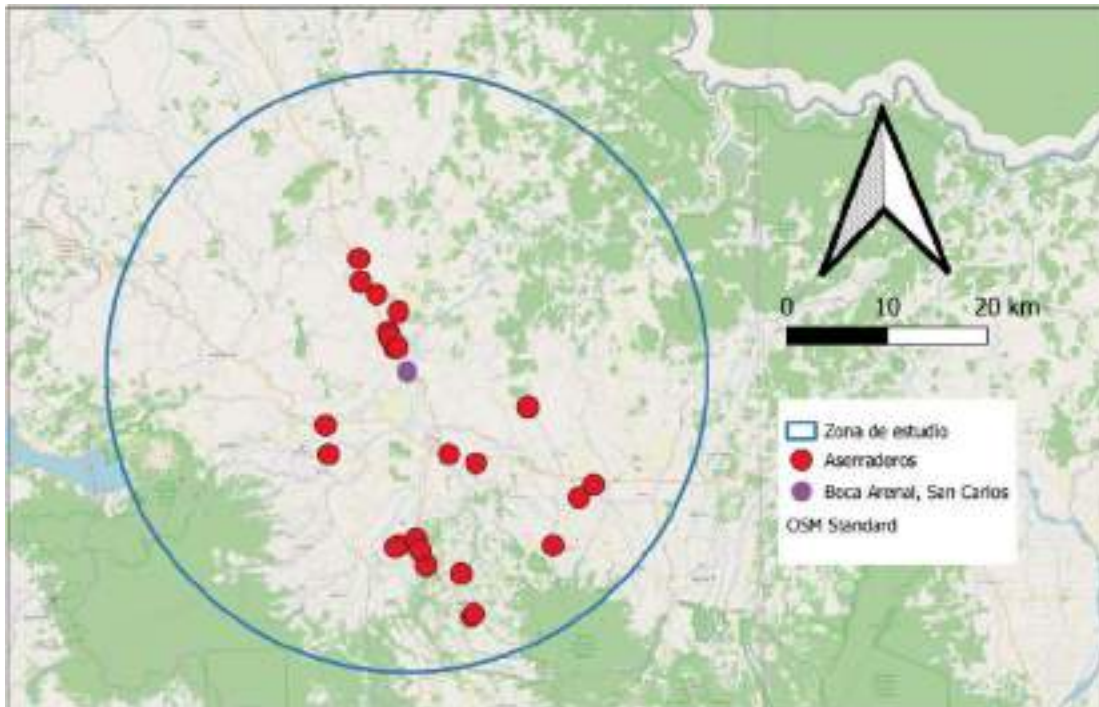 0 10 20 km
Zona de estudio
Aserraderos
Boca Arenal, San Carlos
OSM Standard